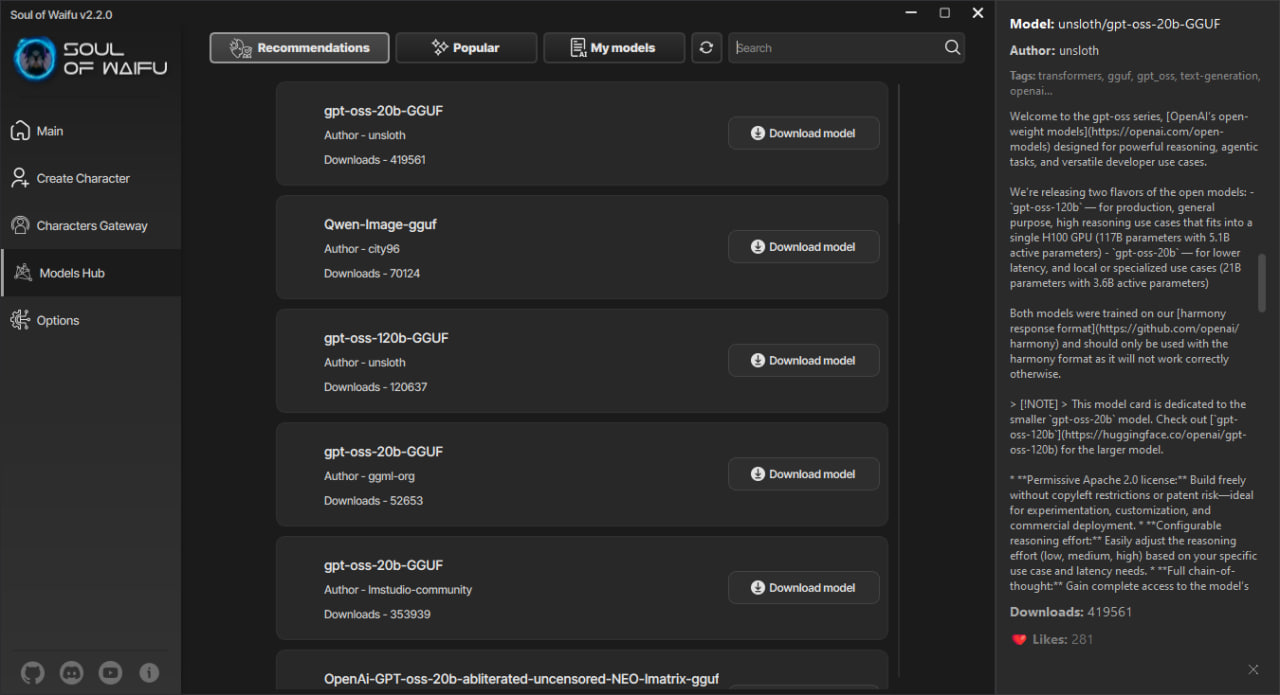 Soul of Waifu v2.2.0
SOUL
OF WAIFU
Main
Create Character
Characters Gateway
Models Hub
Options
Recommendations
Popular
My models
Search
gpt-oss-20b-GGUF
Author - unsloth
Downloads - 419561
Download model
Qwen-Image-gguf
Author - city96
Downloads - 70124
Download model
gpt-oss-120b-GGUF
Author - unsloth
Downloads - 120637
Download model
gpt-oss-20b-GGUF
Author - ggml-org
Downloads - 52653
Download model
gpt-oss-20b-GGUF
Author - lmstudio-community
Downloads - 353939
Download model
OpenAi-GPT-oss-20b-abliterated-uncensored-NEO-Imatrix-gguf
Model: unsloth/gpt-oss-20b-GGUF
Author: unsloth
Tags: transformers, gguf, gpt_oss, text-generation,
openai...
Welcome to the gpt-oss series, [OpenAI's open-
weight models](https://openai.com/open-
models) designed for powerful reasoning, agentic
tasks, and versatile developer use cases.
We're releasing two flavors of the open models: -
`gpt-oss-120b` — for production, general
purpose, high reasoning use cases that fits into a
single H100 GPU (117B parameters with 5.1B
active parameters) - `gpt-oss-20b` — for lower
latency, and local or specialized use cases (21B
parameters with 3.6B active parameters)
Both models were trained on our [harmony
response format](https://github.com/openai/
harmony) and should only be used with the
harmony format as it will not work correctly
otherwise.
> [!NOTE] > This model card is dedicated to the
smaller `gpt-oss-20b` model. Check out [`gpt-
oss-120b`](https://huggingface.co/openai/gpt-
oss-120b) for the larger model.
* **Permissive Apache 2.0 license:** Build freely
without copyleft restrictions or patent risk—ideal
for experimentation, customization, and
commercial deployment. * **Configurable
reasoning effort:** Easily adjust the reasoning
effort (low, medium, high) based on your specific
use case and latency needs. * **Full chain-of-
thought:** Gain complete access to the model's
Downloads: 419561
Likes: 281